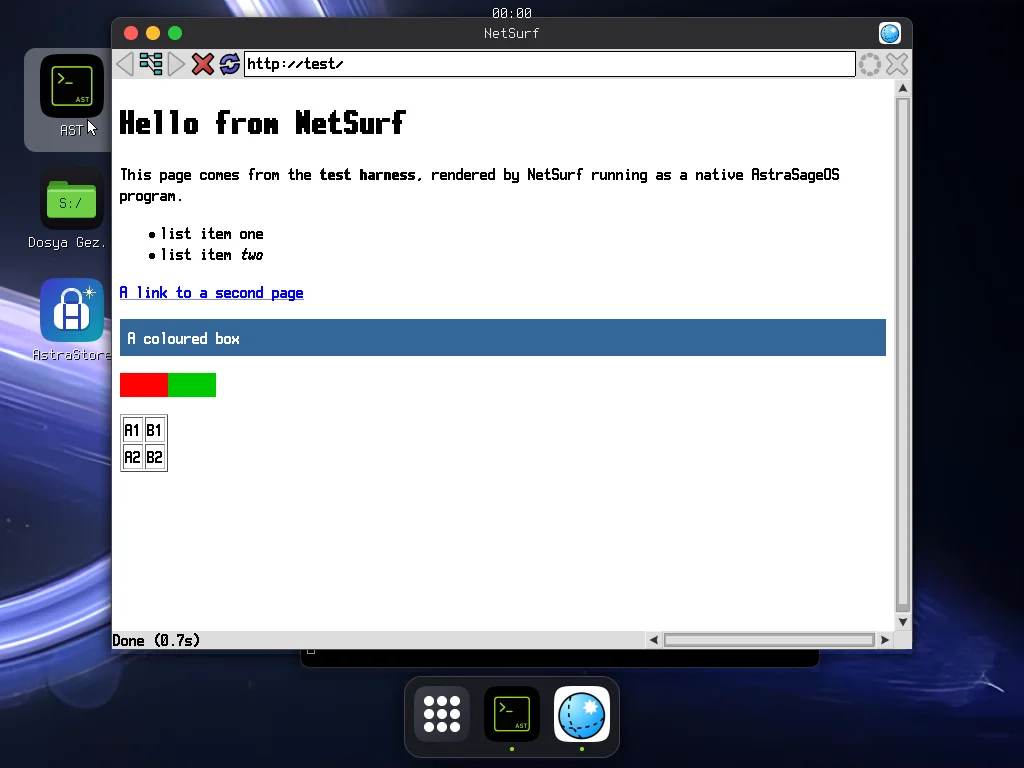 00:00
NetSurf
http://test/
>_
AST
AST
S:/
Dosya Gez.
AstraStore
Hello from NetSurf
This page comes from the test harness, rendered by NetSurf running as a native AstraSageOS
program.
list item one
list item two
A link to a second page
A coloured box
A1 B1
A2 B2
Done (0.7s)
>_
AST